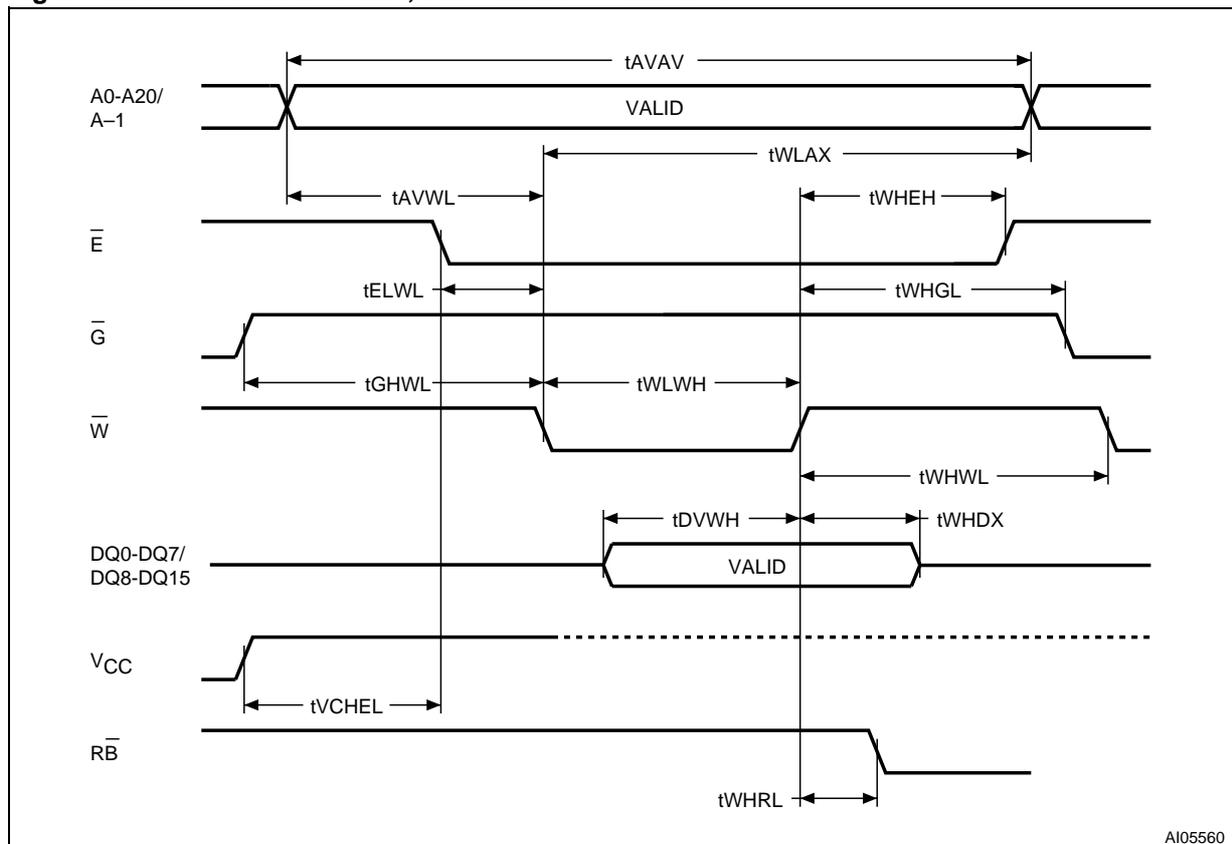 tAVAV
A0-A20/
A–1
VALID
tWLAX
tAVWL
tWHEH
E̅
tELWL
tWHGL
G̅
tGHWL
tWLWH
W̅
tWHWL
tDVWH
tWHDX
DQ0-DQ7/
DQ8-DQ15
VALID
VCC
tVCHEL
RB̅
tWHRL
AI05560